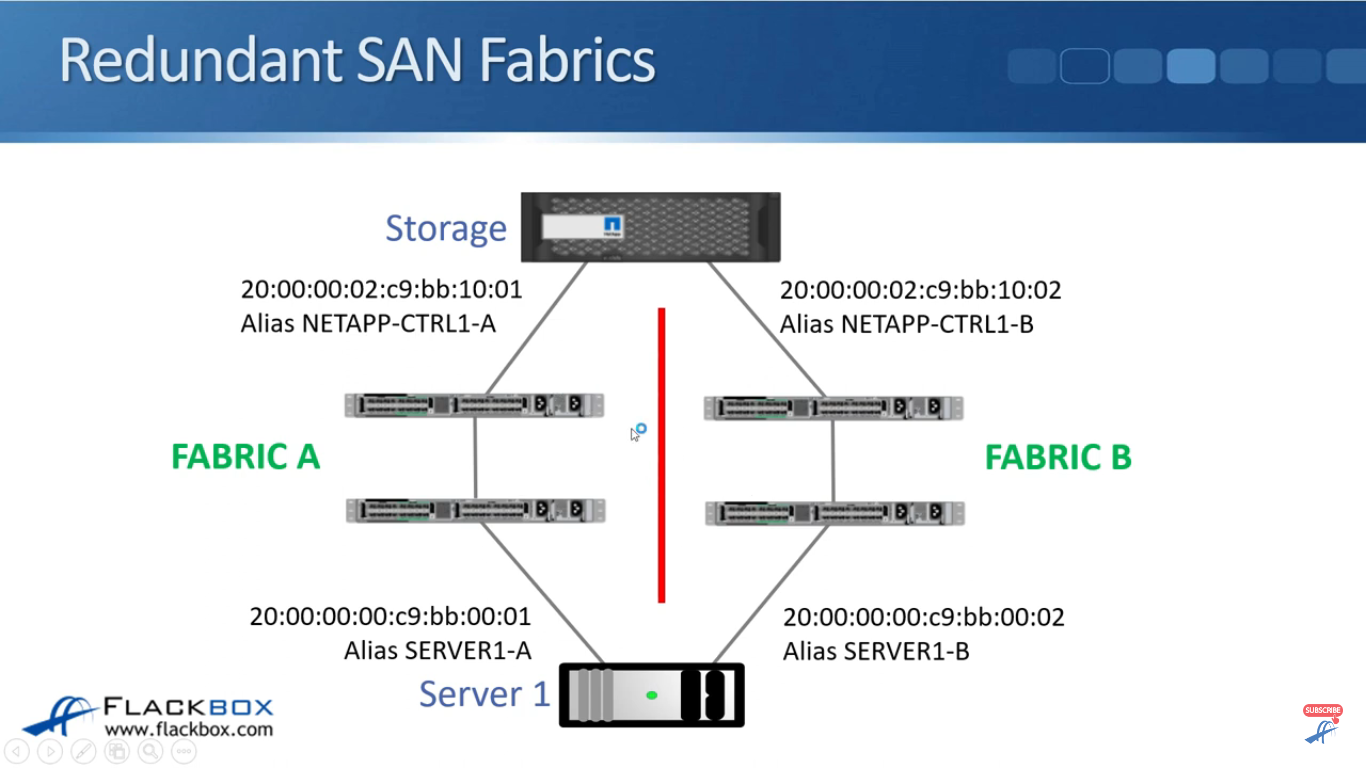 Redundant SAN Fabrics
Storage
20:00:00:02:c9:bb:10:01
Alias NETAPP-CTRL1-A
20:00:00:02:c9:bb:10:02
Alias NETAPP-CTRL1-B
FABRIC A
FABRIC B
20:00:00:00:c9:bb:00:01
Alias SERVER1-A
20:00:00:00:c9:bb:00:02
Alias SERVER1-B
Server 1
FLACKBOX
www.flackbox.com
SUBSCRIBE